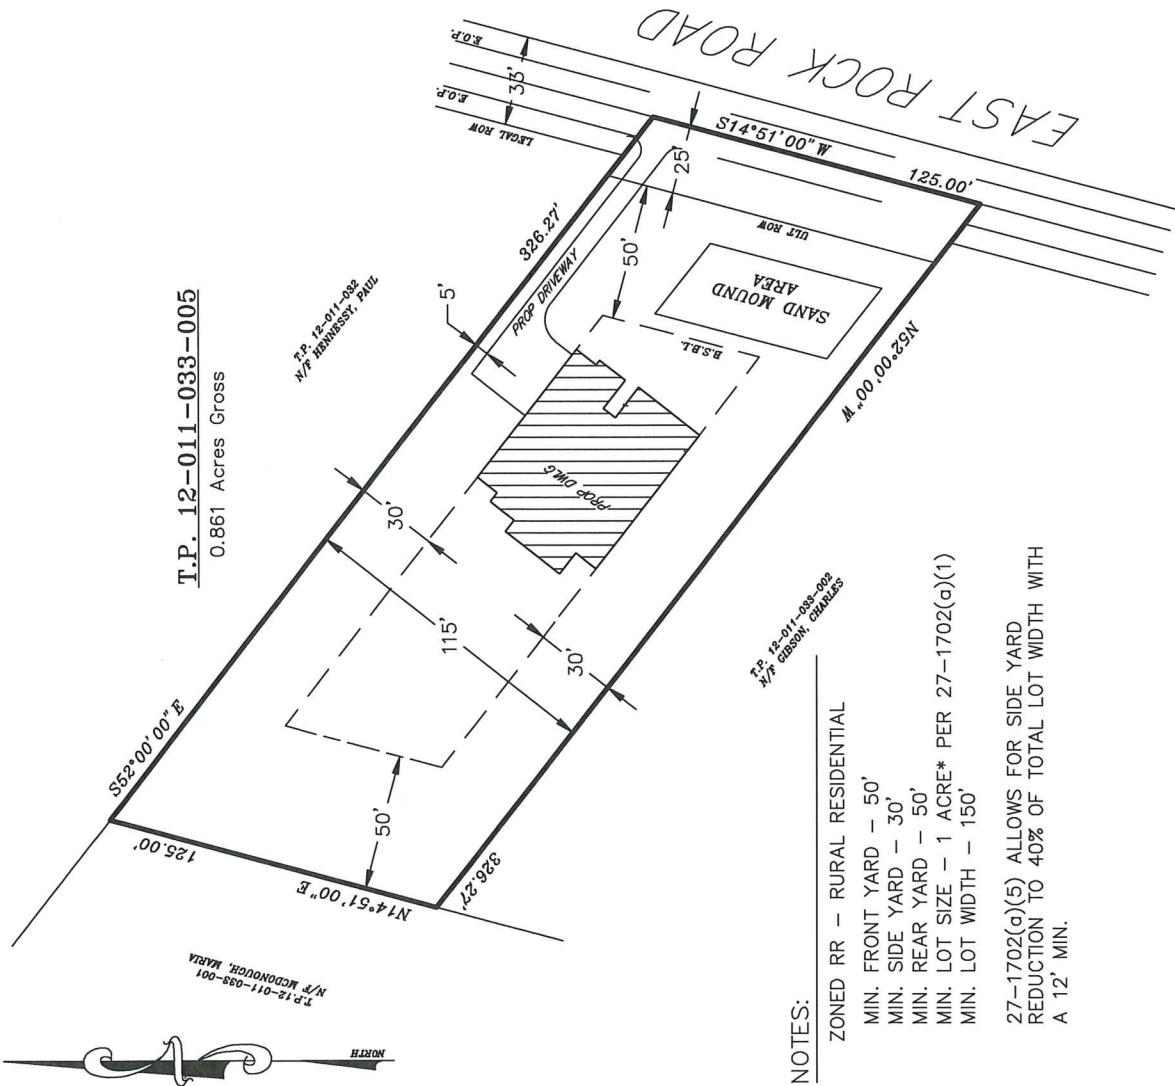 T.P. 12-011-033-005
0.861 Acres Gross
EAST ROCK ROAD
E.O.P.
E.O.P.
33'
LEGAL ROW
S14°51'00"W
125.00'
25'
ULT ROW
326.27'
T.P. 12-011-032
N/F HENNESSY, PAUL
5'
PROP DRIVEWAY
50'
SAND MOUND
AREA
B.S.B.L.
PROP DWLG
N52°00'00"W
30'
115'
30'
T.P. 12-011-033-002
N/F GIBSON, CHARLES
S52°00'00"E
50'
125.00'
N14°51'00"E
326.27'
T.P. 12-011-033-001
N/F MCDONOUGH, MARIA
N
NORTH
NOTES:
ZONED RR – RURAL RESIDENTIAL
MIN. FRONT YARD – 50'
MIN. SIDE YARD – 30'
MIN. REAR YARD – 50'
MIN. LOT SIZE – 1 ACRE* PER 27-1702(a)(1)
MIN. LOT WIDTH – 150'
27-1702(a)(5) ALLOWS FOR SIDE YARD
REDUCTION TO 40% OF TOTAL LOT WIDTH WITH
A 12' MIN.